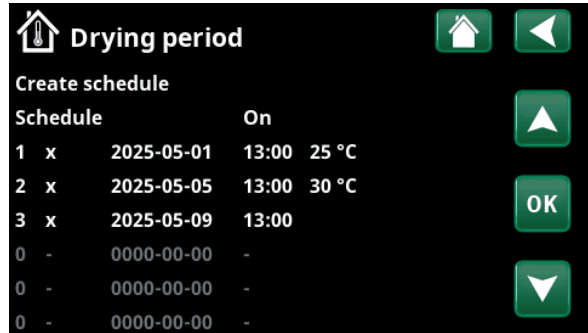 Drying period
Create schedule
Schedule On
1 x 2025-05-01 13:00 25 °C
2 x 2025-05-05 13:00 30 °C
3 x 2025-05-09 13:00
OK
0 - 0000-00-00 -
0 - 0000-00-00 -
0 - 0000-00-00 -